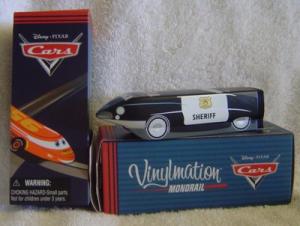 Disney · PIXAR
Cars
⚠ WARNING:
CHOKING HAZARD-Small parts
Not for children under 3 years.
SHERIFF
Vinylmation
MONORAIL
Disney · PIXAR
Cars